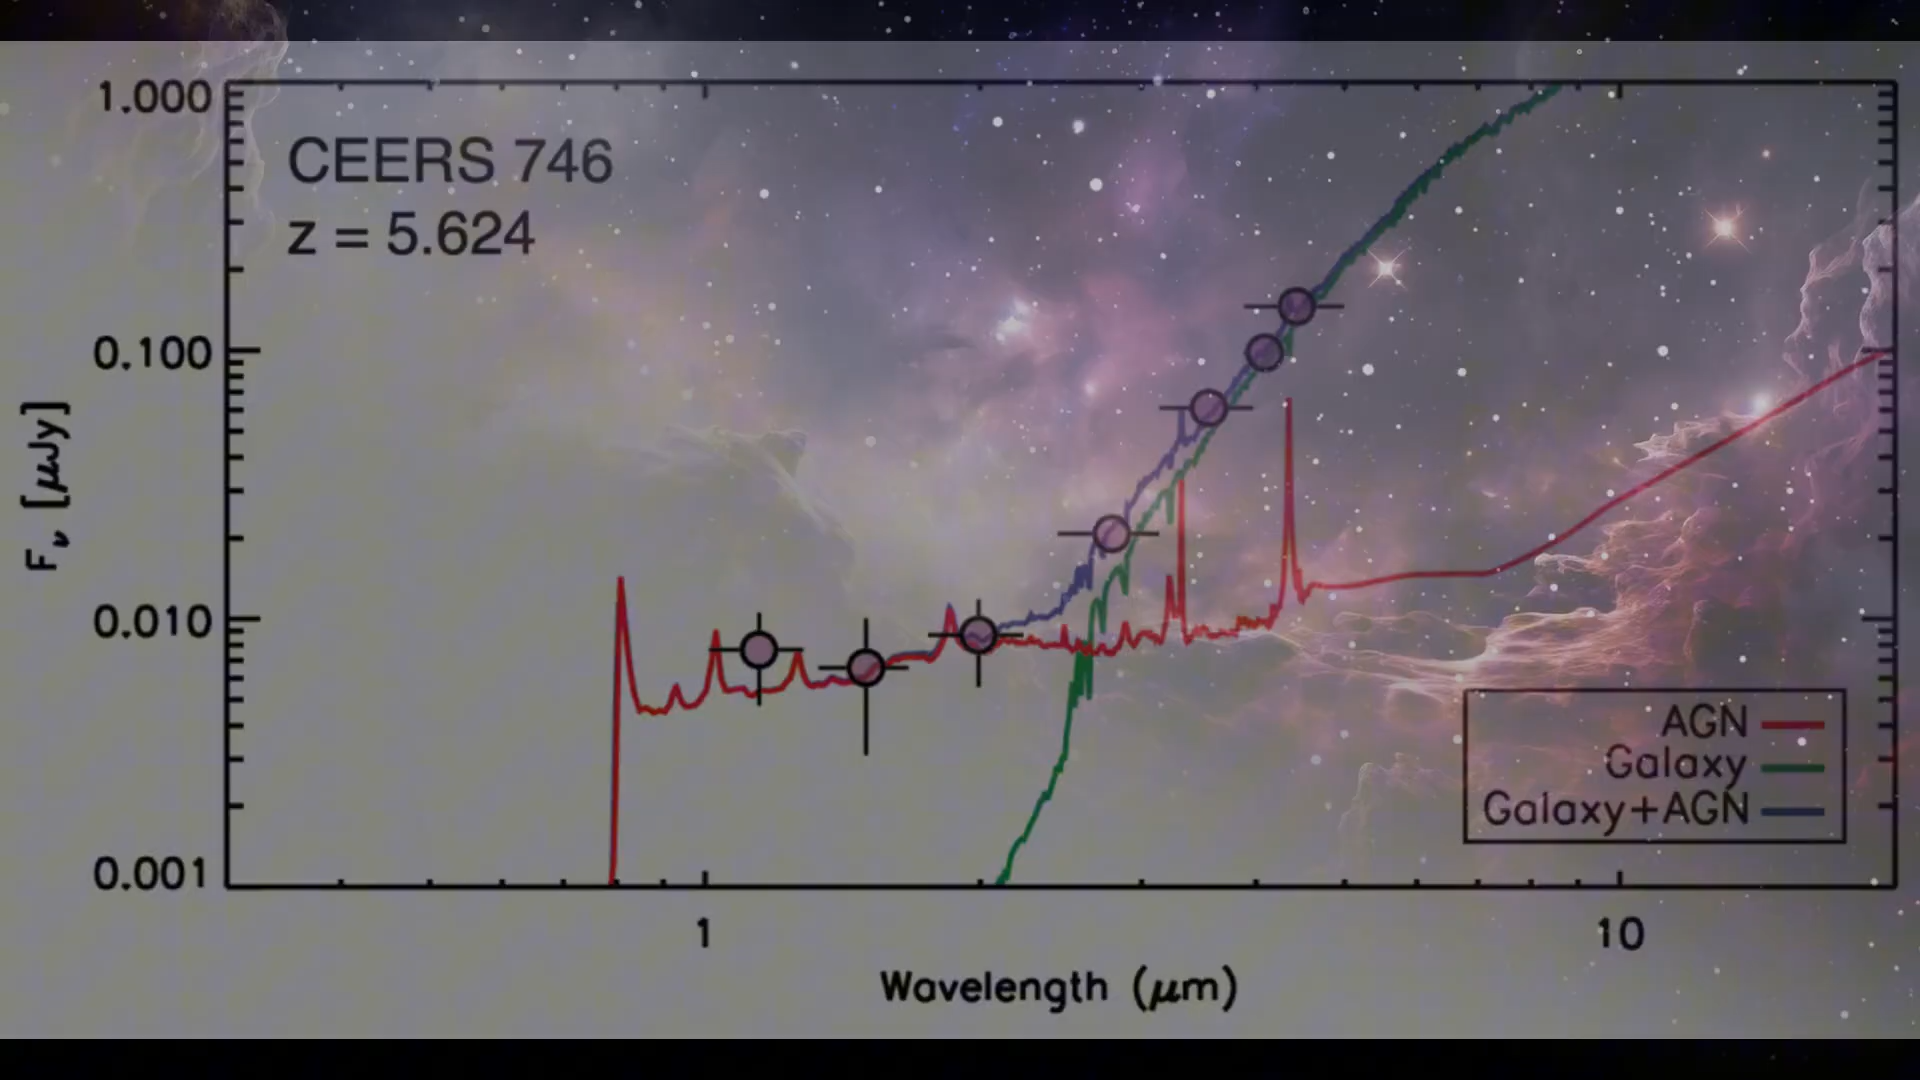 1.000
0.100
0.010
0.001
Fν [μJy]
CEERS 746
z = 5.624
AGN
Galaxy
Galaxy+AGN
1
10
Wavelength (μm)